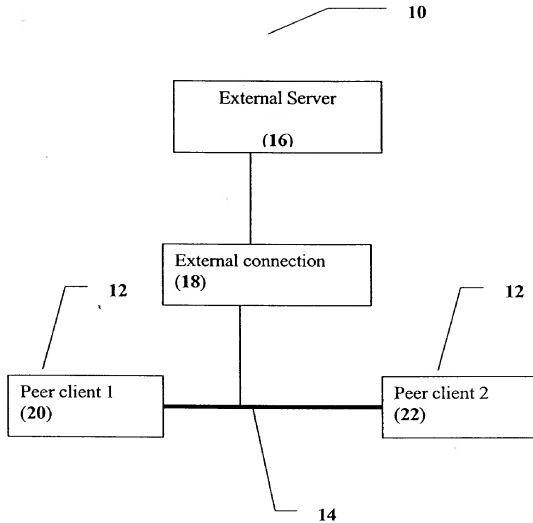 10
External Server
(16)
External connection
(18)
12
12
Peer client 1
(20)
Peer client 2
(22)
14